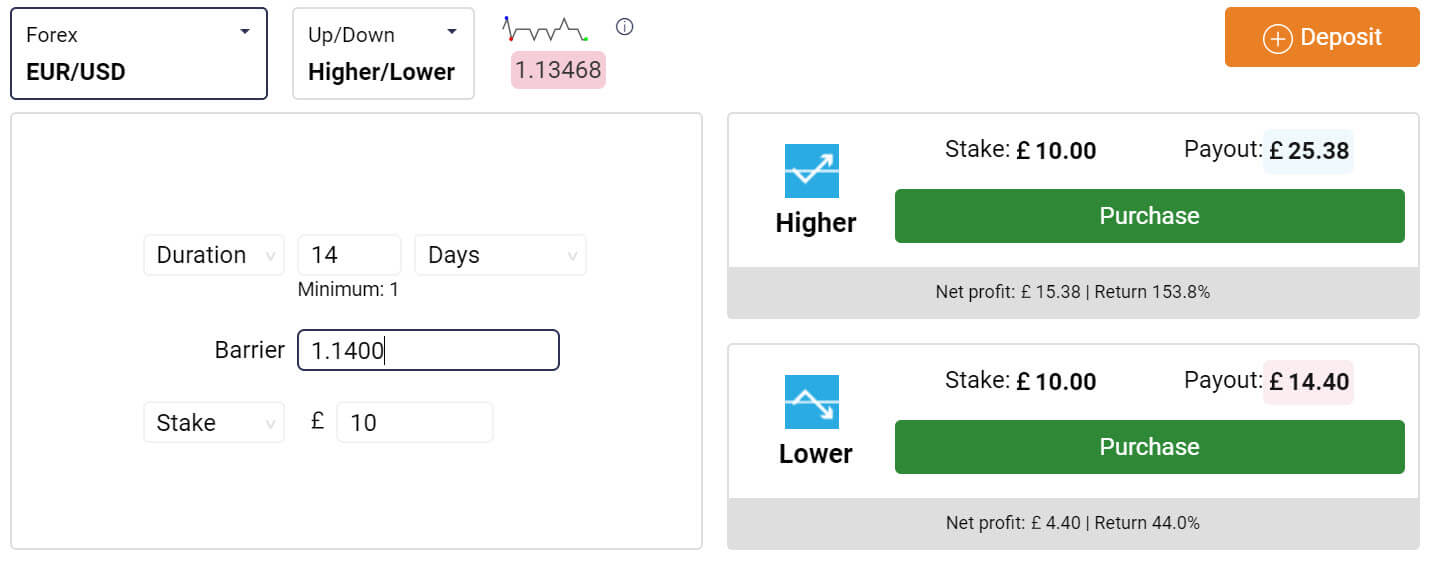 Forex
EUR/USD
Up/Down
Higher/Lower
1.13468
Deposit
Duration 14 Days
Minimum: 1
Barrier 1.1400
Stake £ 10
Higher
Stake: £ 10.00 Payout: £ 25.38
Purchase
Net profit: £ 15.38 | Return 153.8%
Lower
Stake: £ 10.00 Payout: £ 14.40
Purchase
Net profit: £ 4.40 | Return 44.0%